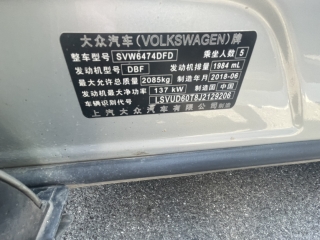 大众汽车(VOLKSWAGEN)牌
整车型号 SVW6474DFD 乘坐人数 5
发动机型号 DBF 发动机排量 1984 mL
最大允许总质量 2085kg 制造年月 2018-06
发动机最大净功率 137 kW 制造国 中国
车辆识别代号 LSVUD60T8J2129206
上汽大众汽车有限公司制造